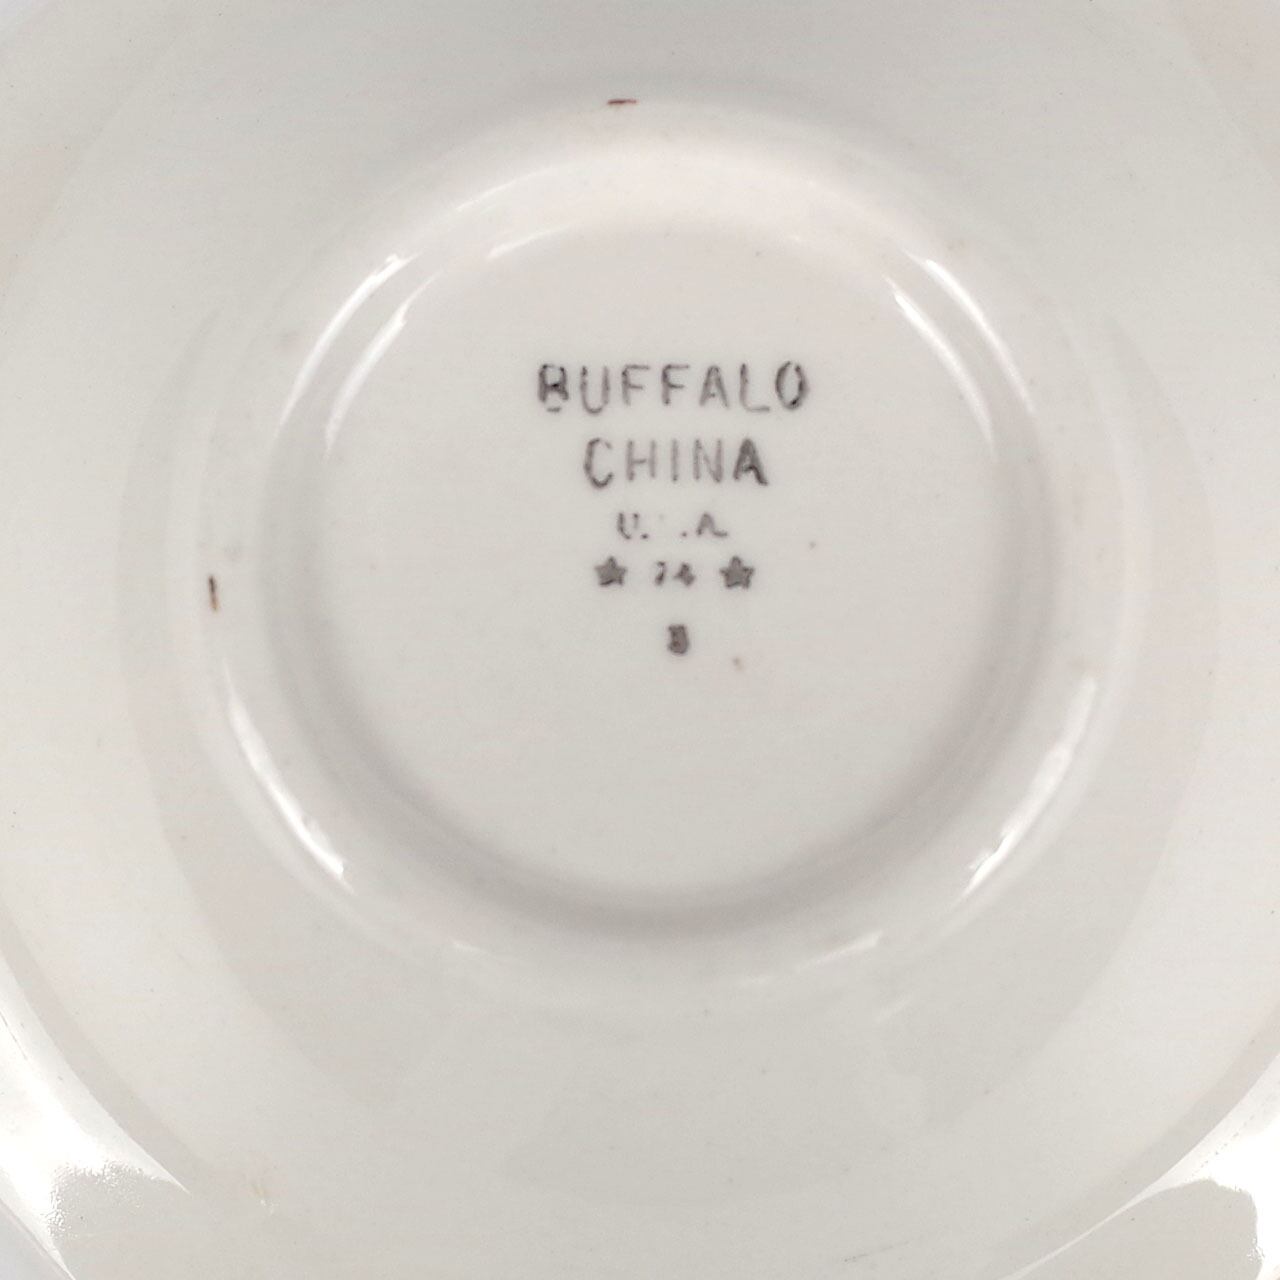 BUFFALO
CHINA
U. .A.
★ 74 ★